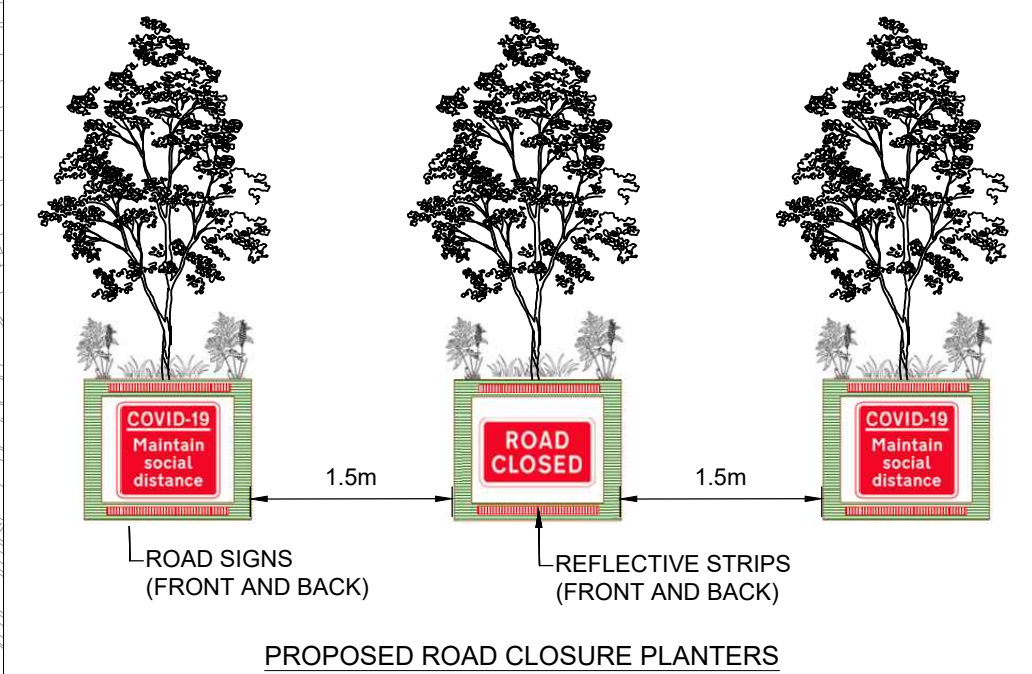 COVID-19
Maintain
social
distance
ROAD
CLOSED
COVID-19
Maintain
social
distance
1.5m
1.5m
ROAD SIGNS
(FRONT AND BACK)
REFLECTIVE STRIPS
(FRONT AND BACK)
PROPOSED ROAD CLOSURE PLANTERS